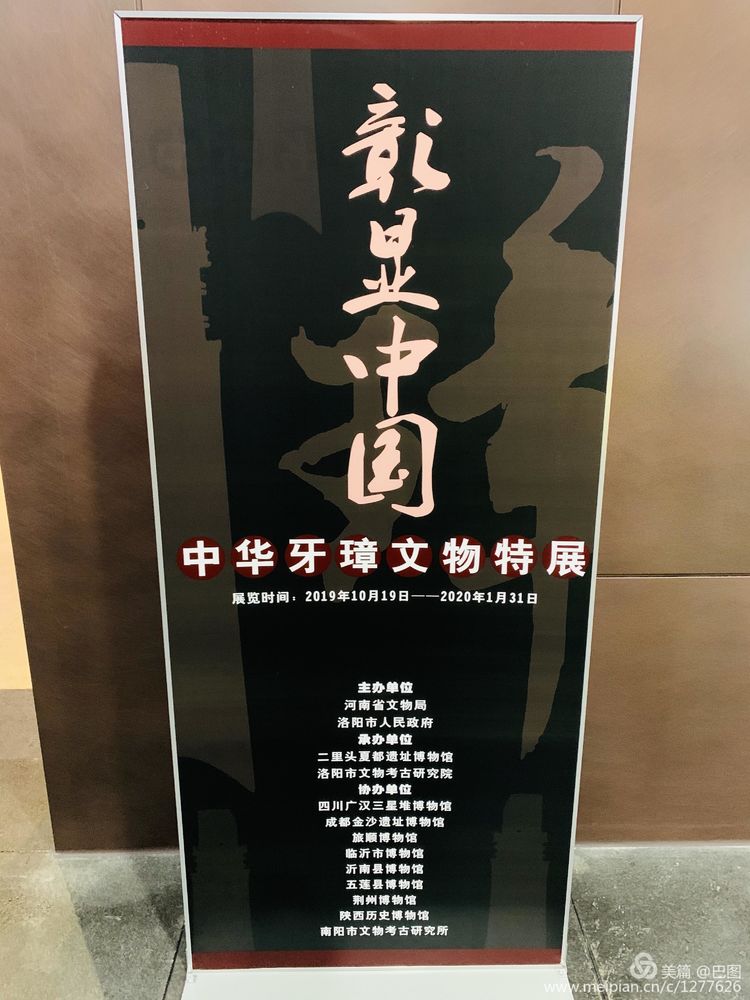 彰显中国
中华牙璋文物特展
展览时间：2019年10月19日——2020年1月31日
主办单位
河南省文物局
洛阳市人民政府
承办单位
二里头夏都遗址博物馆
洛阳市文物考古研究院
协办单位
四川广汉三星堆博物馆
成都金沙遗址博物馆
旅顺博物馆
临沂市博物馆
沂南县博物馆
五莲县博物馆
荆州博物馆
陕西历史博物馆
南阳市文物考古研究所
美篇 @巴图
www.meipian.cn/c/1277626